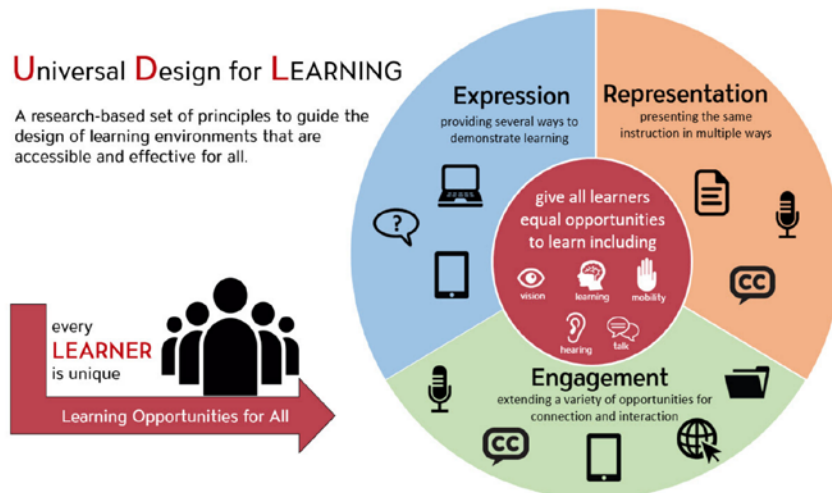 Universal Design for LEARNING
A research-based set of principles to guide the
design of learning environments that are
accessible and effective for all.
every
LEARNER
is unique
Learning Opportunities for All
Expression
providing several ways to
demonstrate learning
?
Representation
presenting the same
instruction in multiple ways
CC
give all learners
equal opportunities
to learn including
vision
learning
mobility
hearing
talk
Engagement
extending a variety of opportunities for
connection and interaction
CC